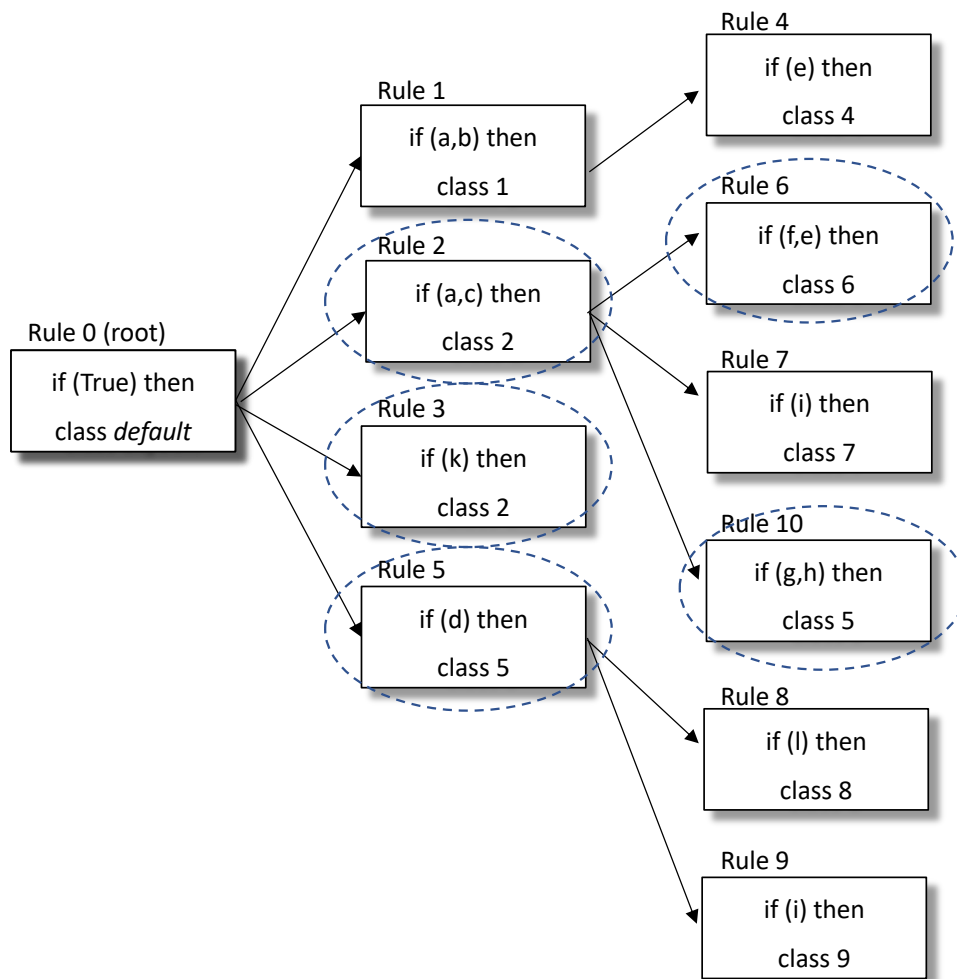 Rule 0 (root)
if (True) then
class default
Rule 1
if (a,b) then
class 1
Rule 2
if (a,c) then
class 2
Rule 3
if (k) then
class 2
Rule 5
if (d) then
class 5
Rule 4
if (e) then
class 4
Rule 6
if (f,e) then
class 6
Rule 7
if (i) then
class 7
Rule 10
if (g,h) then
class 5
Rule 8
if (l) then
class 8
Rule 9
if (i) then
class 9